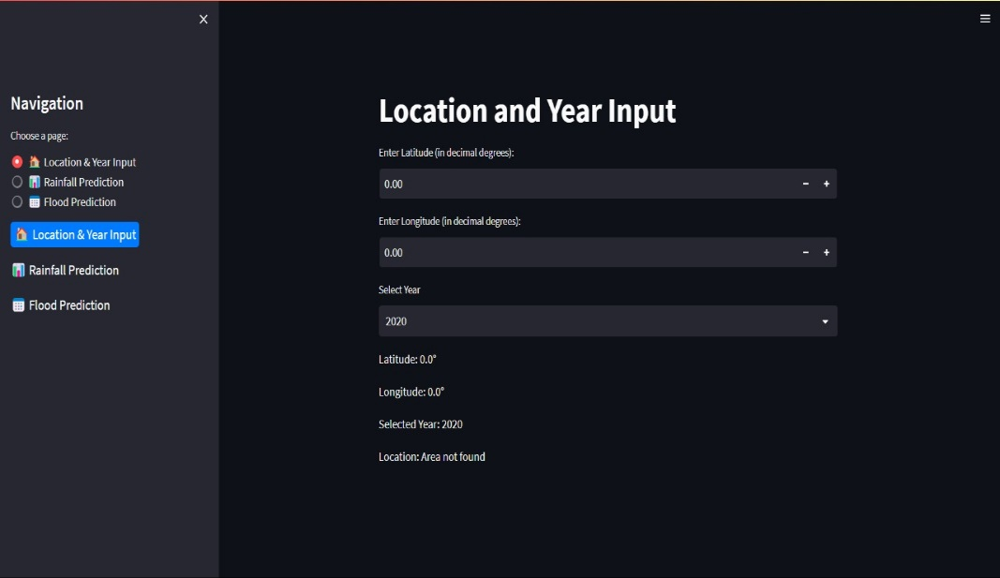 Navigation
Choose a page:
🏠 Location & Year Input
📊 Rainfall Prediction
📅 Flood Prediction
🏠 Location & Year Input
📊 Rainfall Prediction
📅 Flood Prediction
Location and Year Input
Enter Latitude (in decimal degrees):
0.00
Enter Longitude (in decimal degrees):
0.00
Select Year
2020
Latitude: 0.0°
Longitude: 0.0°
Selected Year: 2020
Location: Area not found